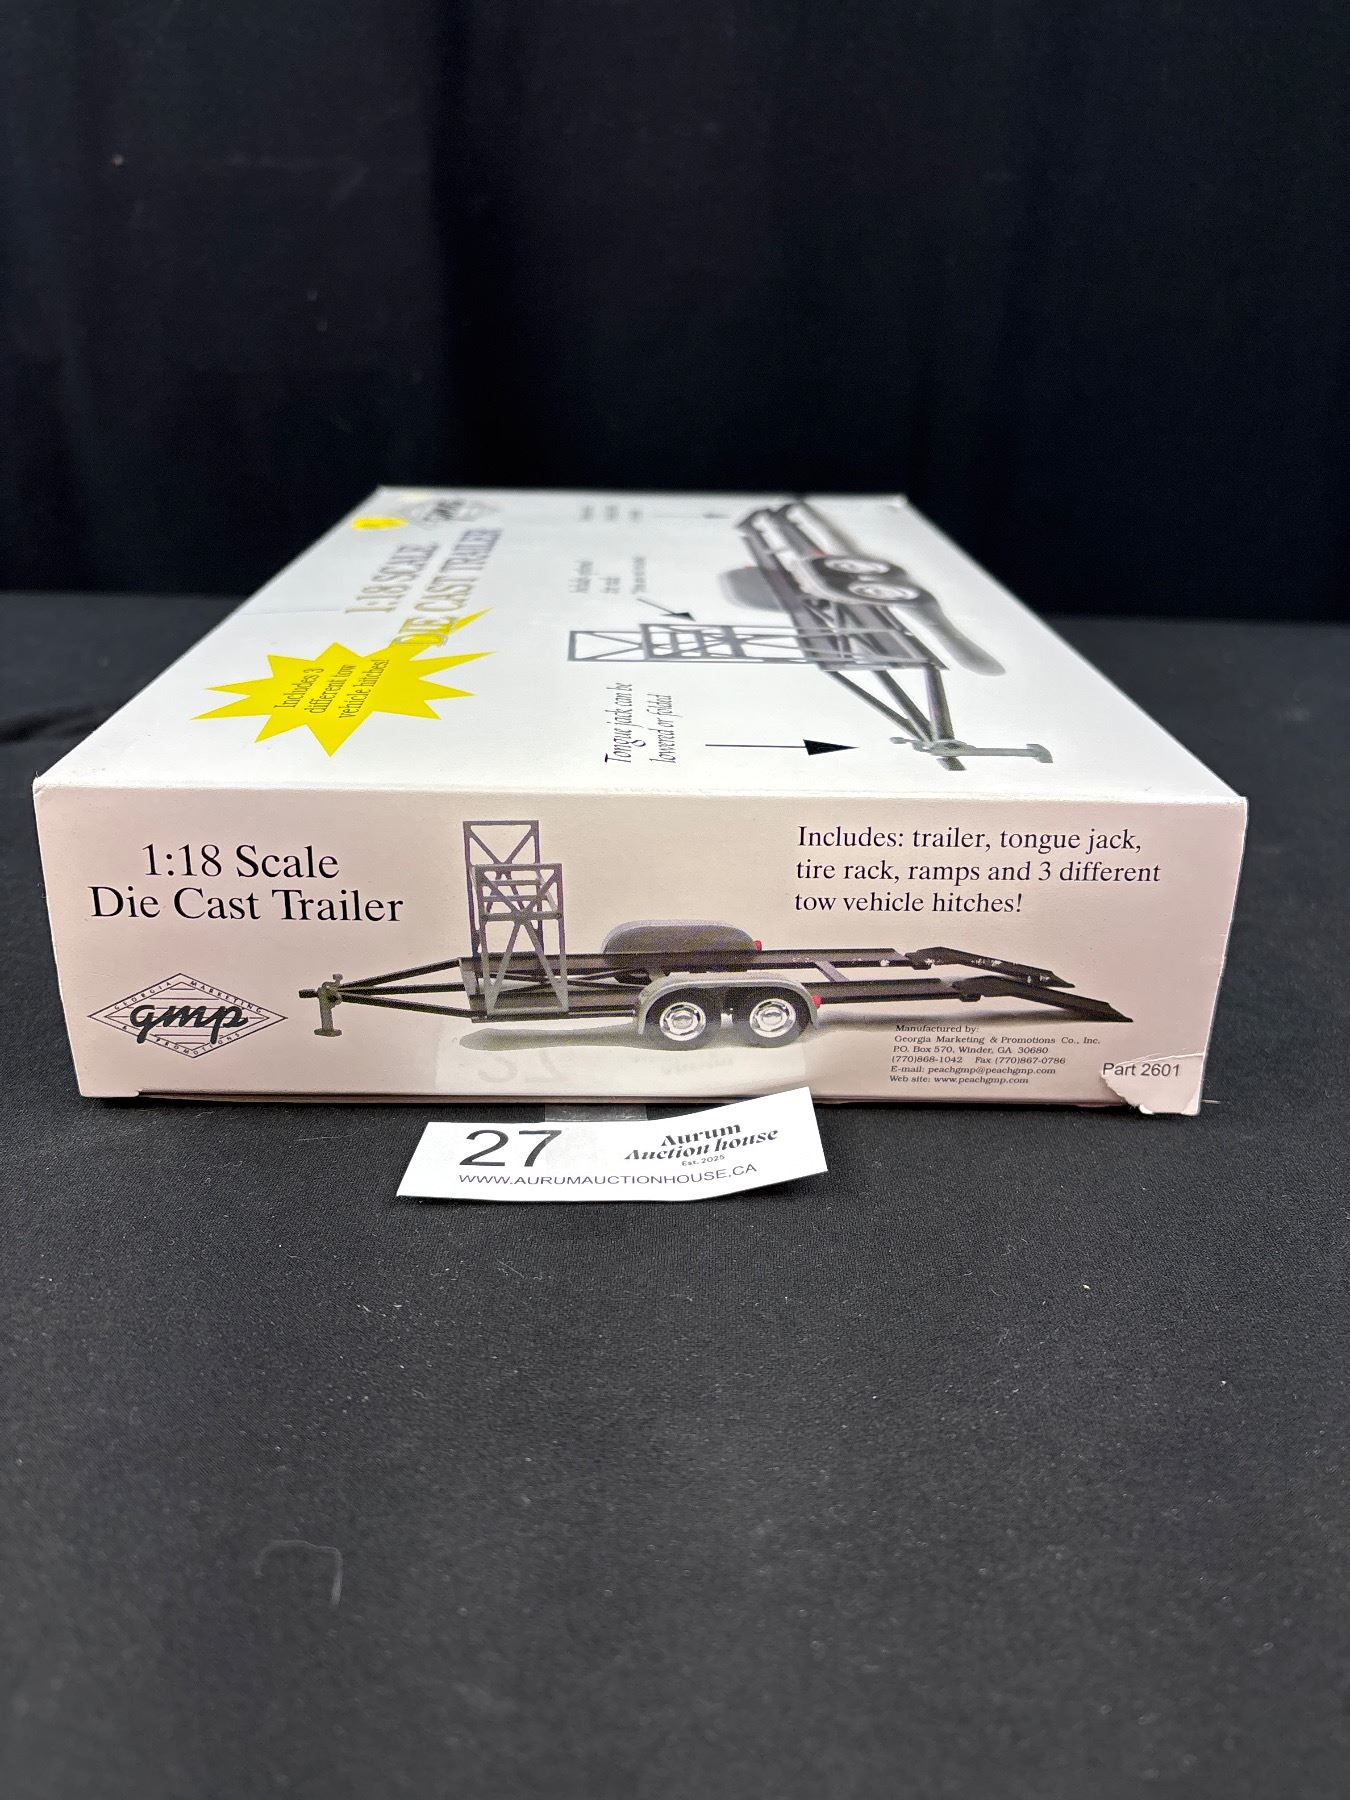 gmp
1:18 SCALE
DIE CAST TRAILER
Includes 3
different tow
vehicle hitches!
Tongue jack can be
lowered or folded
1:18 Scale
Die Cast Trailer
Includes: trailer, tongue jack,
tire rack, ramps and 3 different
tow vehicle hitches!
GEORGIA MARKETING
gmp
& PROMOTIONS
Manufactured by:
Georgia Marketing & Promotions Co., Inc.
P.O. Box 570, Winder, GA 30680
(770)868-1042 Fax (770)867-0786
E-mail: peachgmp@peachgmp.com
Web site: www.peachgmp.com
Part 2601
27
Aurum
Auction house
Est. 2025
WWW.AURUMAUCTIONHOUSE.CA